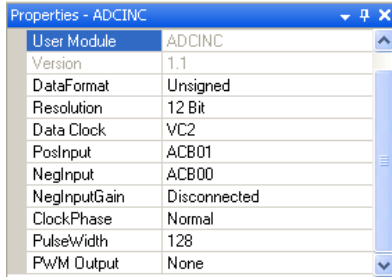 Properties - ADCINC
User Module ADCINC
Version 1.1
DataFormat Unsigned
Resolution 12 Bit
Data Clock VC2
PosInput ACB01
NegInput ACB00
NegInputGain Disconnected
ClockPhase Normal
PulseWidth 128
PWM Output None